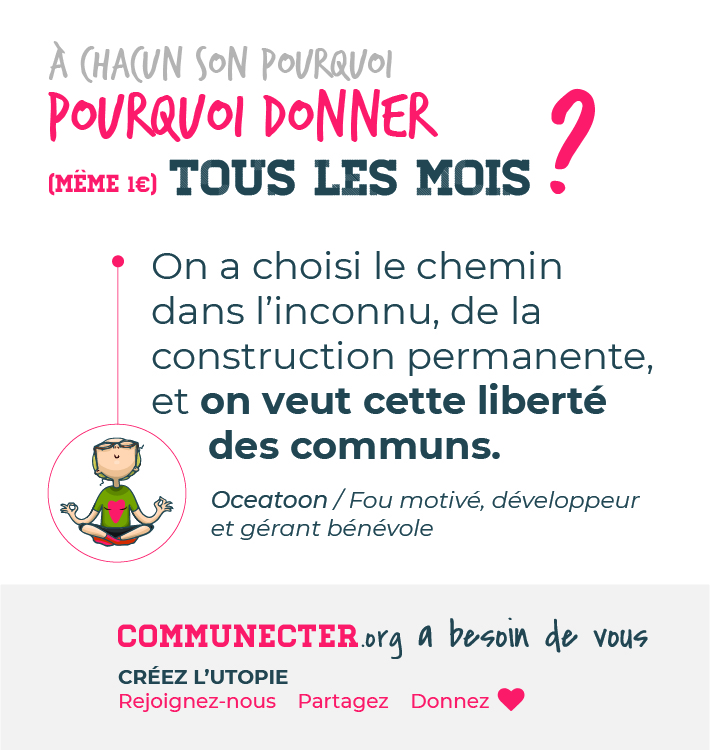 À CHACUN SON POURQUOI
POURQUOI DONNER
(MÊME 1€) TOUS LES MOIS ?
On a choisi le chemin
dans l’inconnu, de la
construction permanente,
et on veut cette liberté
des communs.
Oceatoon / Fou motivé, développeur
et gérant bénévole
COMMUNECTER.org a besoin de vous
CRÉEZ L’UTOPIE
Rejoignez-nous Partagez Donnez